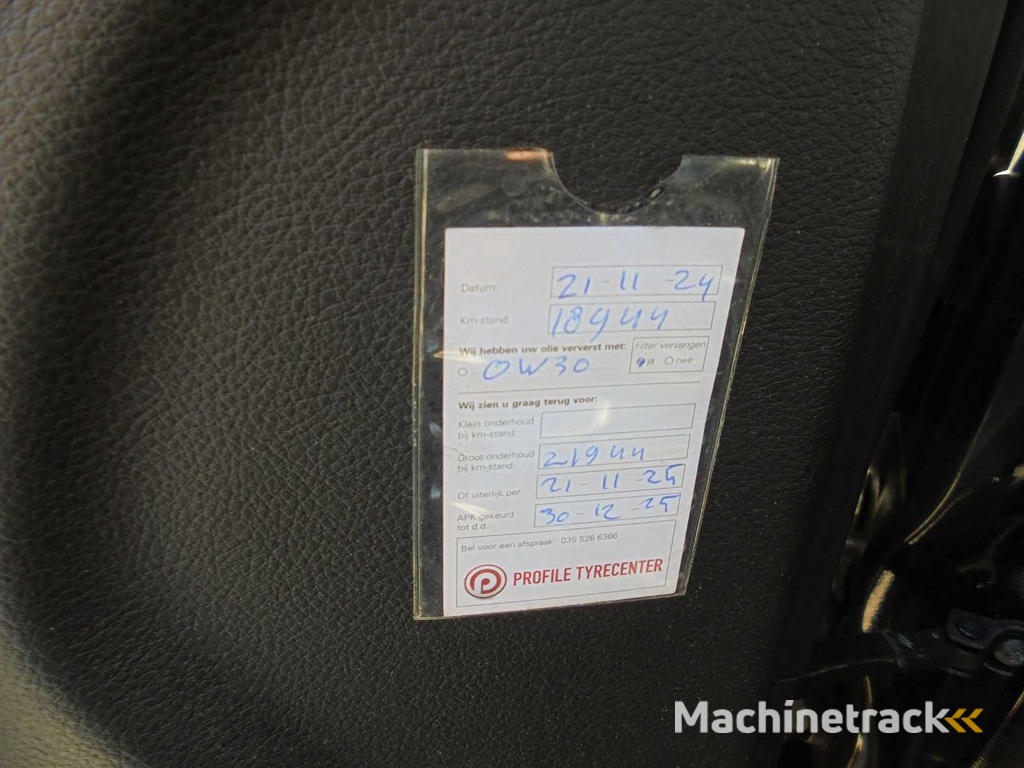 Datum: 21-11-24
Km-stand: 18944
Wij hebben uw olie ververst met: Filter vervangen
0W30 ja nee
Wij zien u graag terug voor:
Klein onderhoud
bij km-stand:
Groot onderhoud
bij km-stand: 21944
Of uiterlijk per: 21-11-25
APK gekeurd
tot d.d.: 30-12-25
Bel voor een afspraak: 035 526 6366
PROFILE TYRECENTER
Machinetrack